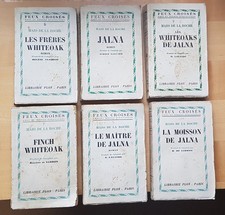 FEUX CROISÉS
MAZO DE LA ROCHE
LES FRÈRES
WHITEOAK
ROMAN
LIBRAIRIE PLON - PARIS
FEUX CROISÉS
MAZO DE LA ROCHE
JALNA
ROMAN
LIBRAIRIE PLON - PARIS
FEUX CROISÉS
MAZO DE LA ROCHE
LES
WHITEOAKS
DE JALNA
LIBRAIRIE PLON - PARIS
FEUX CROISÉS
MAZO DE LA ROCHE
FINCH
WHITEOAK
LIBRAIRIE PLON - PARIS
FEUX CROISÉS
MAZO DE LA ROCHE
LE MAÎTRE
DE JALNA
LIBRAIRIE PLON - PARIS
FEUX CROISÉS
MAZO DE LA ROCHE
LA MOISSON
DE JALNA
LIBRAIRIE PLON - PARIS